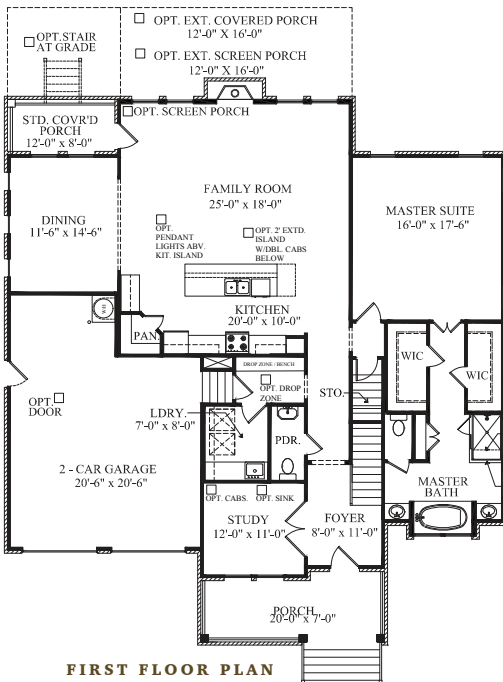 OPT. EXT. COVERED PORCH
12'-0" X 16'-0"
OPT. STAIR
AT GRADE
OPT. EXT. SCREEN PORCH
12'-0" X 16'-0"
OPT. SCREEN PORCH
STD. COVR'D
PORCH
12'-0" x 8'-0"
FAMILY ROOM
25'-0" x 18'-0"
DINING
11'-6" x 14'-6"
MASTER SUITE
16'-0" x 17'-6"
OPT.
PENDANT
LIGHTS ABV.
KIT. ISLAND
OPT. 2' EXTD.
ISLAND
W/DBL. CABS
BELOW
WH
KITCHEN
20'-0" x 10'-0"
PAN.
WIC
WIC
DROP ZONE / BENCH
OPT. DROP
ZONE
STO.
OPT.
DOOR
LDRY.
7'-0" x 8'-0"
PDR.
2 - CAR GARAGE
20'-6" x 20'-6"
MASTER
BATH
OPT. CABS.
OPT. SINK
STUDY
12'-0" x 11'-0"
FOYER
8'-0" x 11'-0"
PORCH
20'-0" x 7'-0"
FIRST FLOOR PLAN